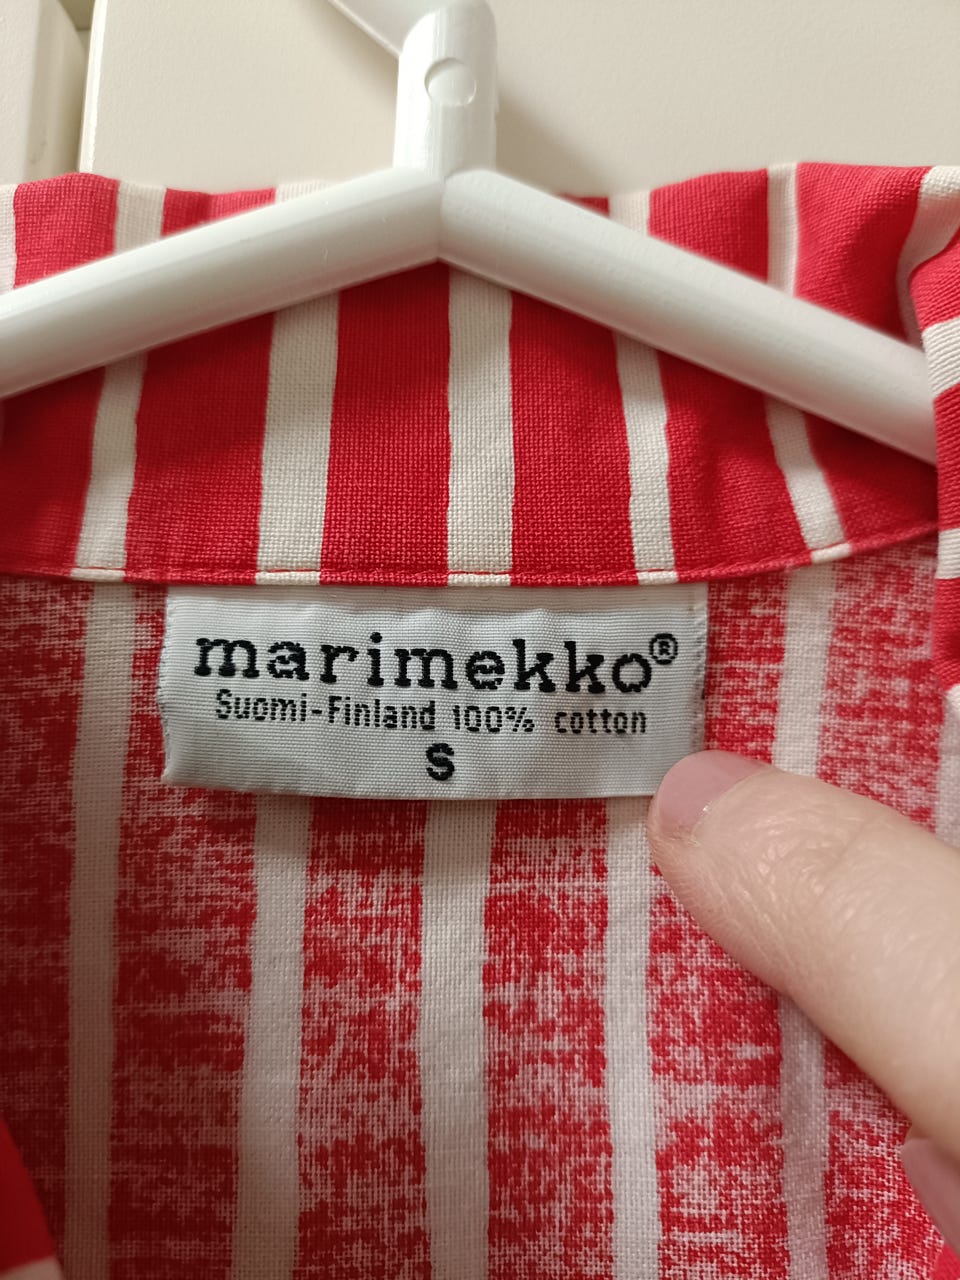 marimekko®
Suomi-Finland 100% cotton
S